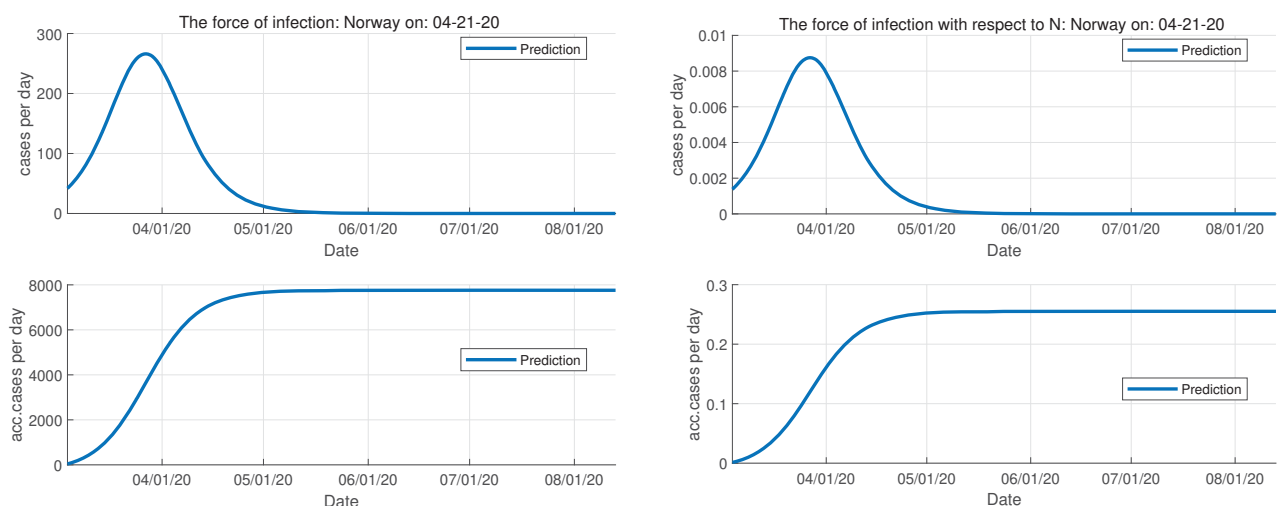 The force of infection: Norway on: 04-21-20
300
200
100
0
cases per day
Prediction
04/01/20 05/01/20 06/01/20 07/01/20 08/01/20
Date
The force of infection with respect to N: Norway on: 04-21-20
0.01
0.008
0.006
0.004
0.002
0
cases per day
Prediction
04/01/20 05/01/20 06/01/20 07/01/20 08/01/20
Date
8000
6000
4000
2000
0
acc.cases per day
Prediction
04/01/20 05/01/20 06/01/20 07/01/20 08/01/20
Date
0.3
0.2
0.1
0
acc.cases per day
Prediction
04/01/20 05/01/20 06/01/20 07/01/20 08/01/20
Date